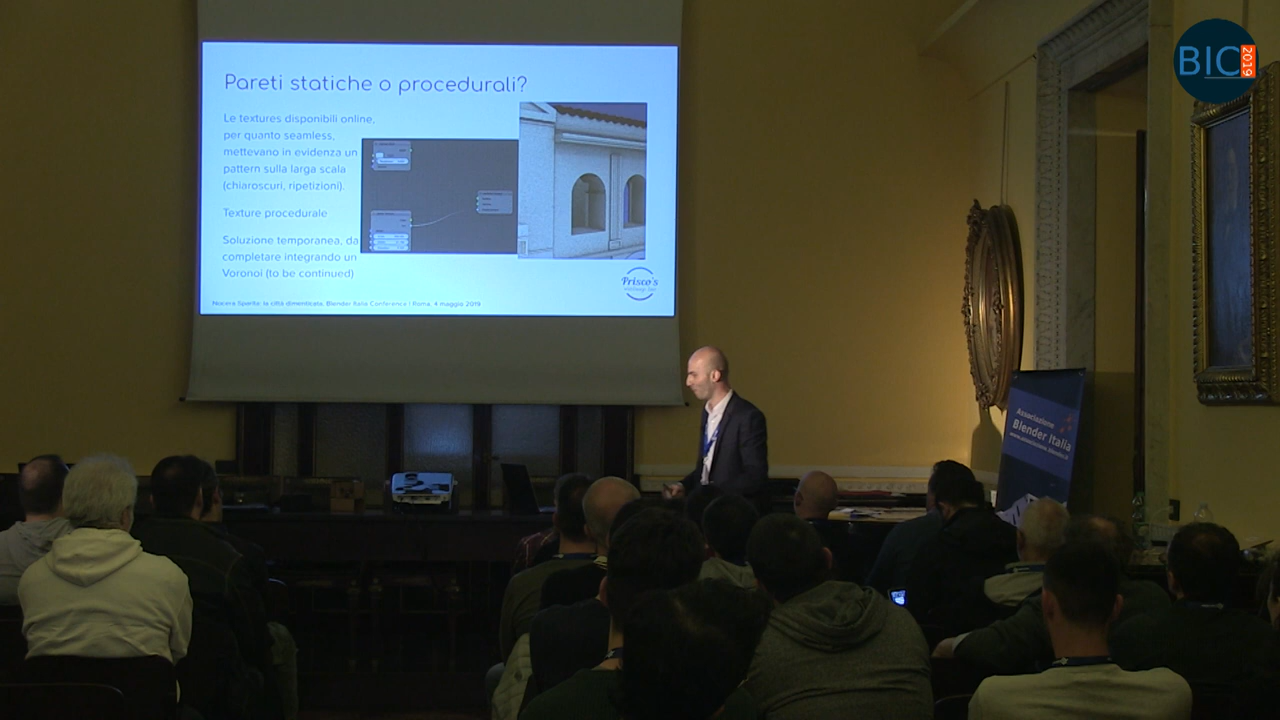 BIC 2019
Pareti statiche o procedurali?
Le textures disponibili online,
per quanto seamless,
mettevano in evidenza un
pattern sulla larga scala
(chiaroscuri, ripetizioni).
Texture procedurale
Soluzione temporanea, da
completare integrando un
Voronoi (to be continued)
Prisco's
Nocera Sperita: la città dimenticata, Blender Italia Conference | Roma, 4 maggio 2019
Associazione
Blender Italia